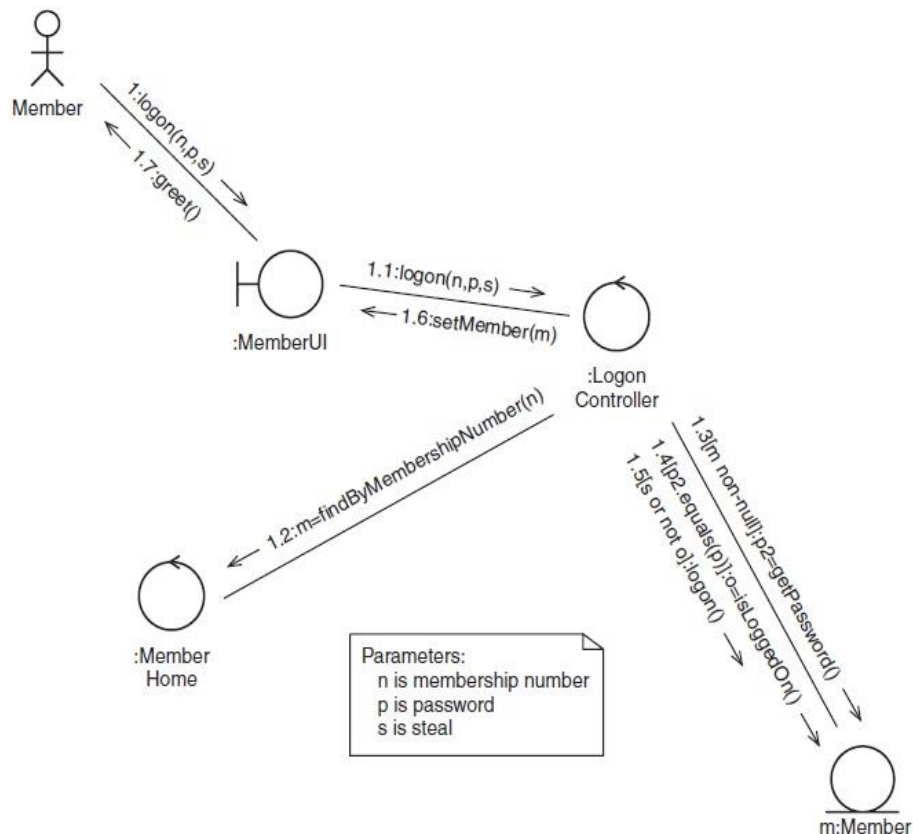 Member
1:logon(n,p,s)
1.7:greet()
:MemberUI
1.1:logon(n,p,s)
1.6:setMember(m)
:Logon
Controller
1.2:m=findByMembershipNumber(n)
1.3[m non-null]:p2=getPassword()
1.4[p2.equals(p)]:o=isLoggedOn()
1.5[s or not o]:logon()
:Member
Home
Parameters:
n is membership number
p is password
s is steal
m:Member